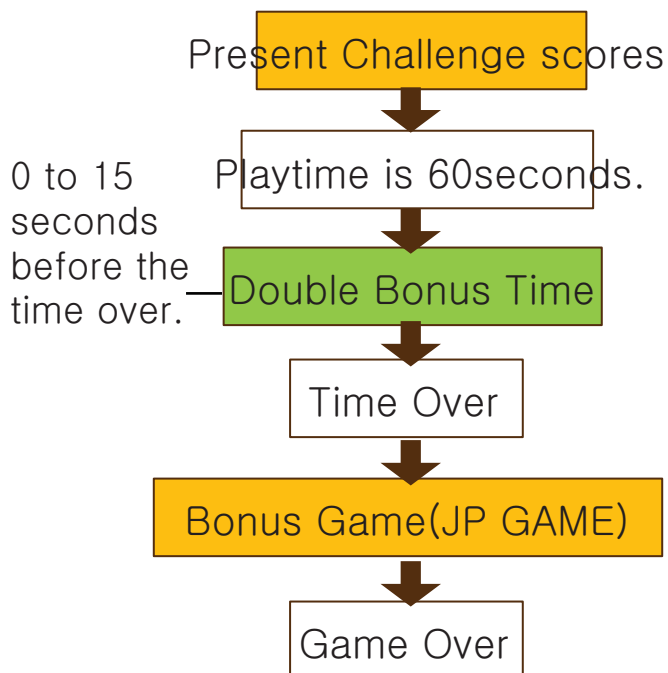 Present Challenge scores
Playtime is 60seconds.
0 to 15
seconds
before the
time over.
Double Bonus Time
Time Over
Bonus Game(JP GAME)
Game Over